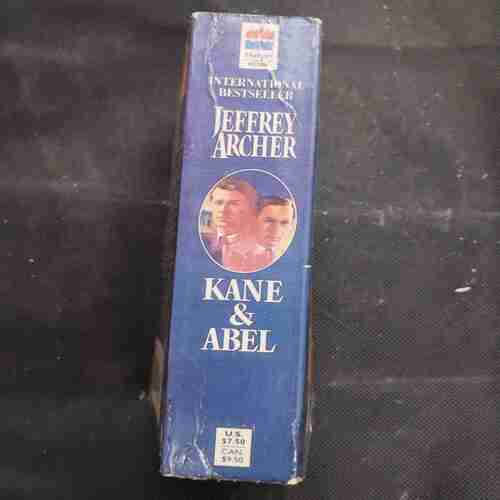 INTERNATIONAL
BESTSELLER
JEFFREY
ARCHER
KANE
&
ABEL
U.S.
$7.50
CAN.
$9.50